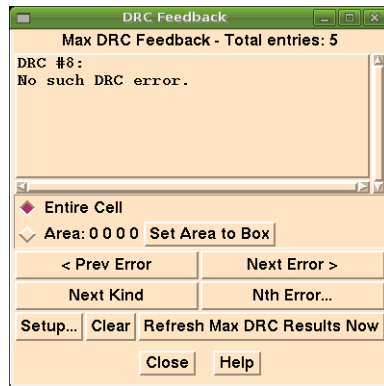 DRC Feedback
Max DRC Feedback - Total entries: 5
DRC #8:
No such DRC error.
Entire Cell
Area: 0 0 0 0 Set Area to Box
< Prev Error Next Error >
Next Kind Nth Error...
Setup... Clear Refresh Max DRC Results Now
Close Help